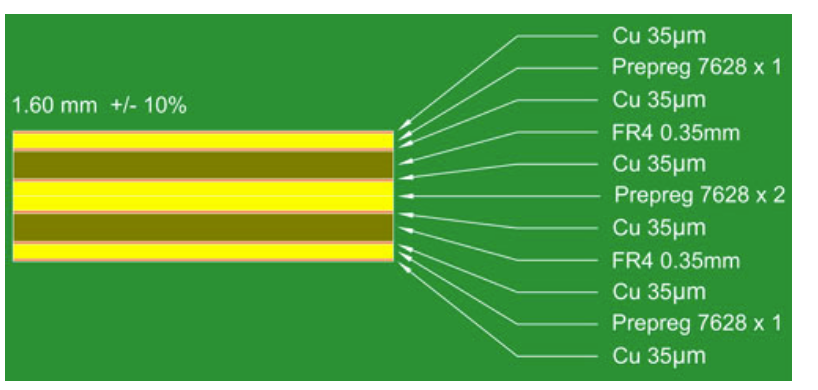 Cu 35µm
Prepreg 7628 x 1
1.60 mm +/- 10%
Cu 35µm
FR4 0.35mm
Cu 35µm
Prepreg 7628 x 2
Cu 35µm
FR4 0.35mm
Cu 35µm
Prepreg 7628 x 1
Cu 35µm